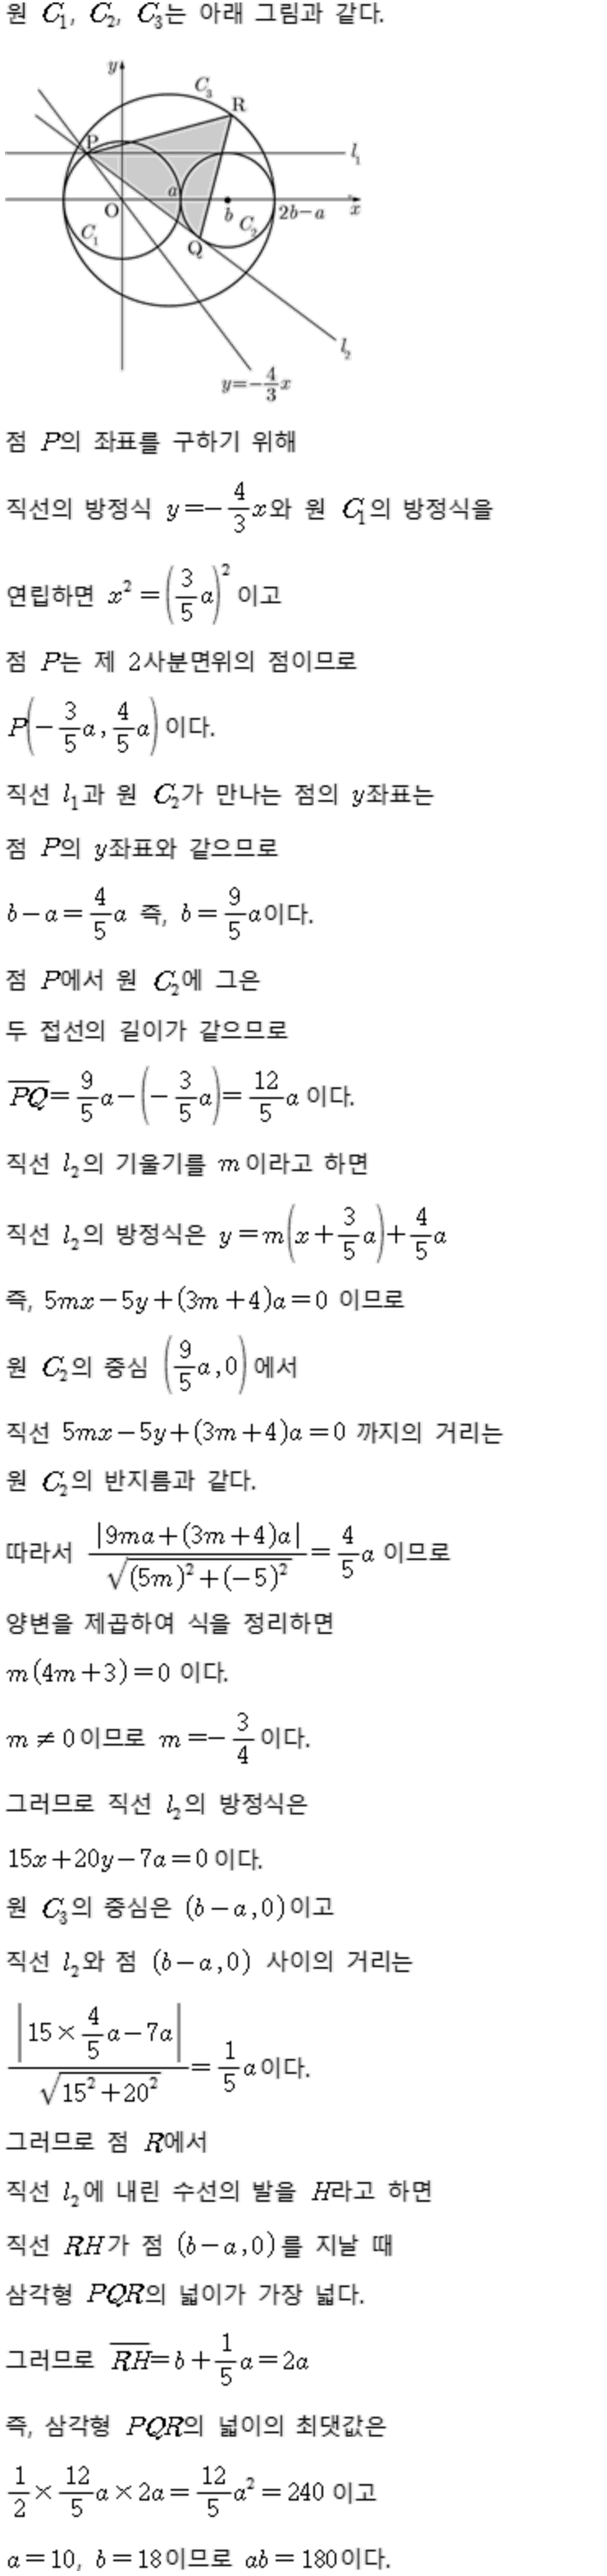 원 C₁, C₂, C₃는 아래 그림과 같다.
y
C₃
R
P
l₁
a
O
b
2b−a
x
C₁
C₂
Q
l₂
y=−4/3x
점 P의 좌표를 구하기 위해
직선의 방정식 y=−4/3x와 원 C₁의 방정식을
연립하면 x²=(3/5a)²이고
점 P는 제 2사분면위의 점이므로
P(−3/5a, 4/5a)이다.
직선 l₁과 원 C₂가 만나는 점의 y좌표는
점 P의 y좌표와 같으므로
b−a=4/5a 즉, b=9/5a이다.
점 P에서 원 C₂에 그은
두 접선의 길이가 같으므로
P̅Q̅=9/5a−(−3/5a)=12/5a 이다.
직선 l₂의 기울기를 m이라고 하면
직선 l₂의 방정식은 y=m(x+3/5a)+4/5a
즉, 5mx−5y+(3m+4)a=0 이므로
원 C₂의 중심 (9/5a, 0)에서
직선 5mx−5y+(3m+4)a=0 까지의 거리는
원 C₂의 반지름과 같다.
따라서 |9ma+(3m+4)a|/√((5m)²+(−5)²)=4/5a 이므로
양변을 제곱하여 식을 정리하면
m(4m+3)=0 이다.
m≠0이므로 m=−3/4이다.
그러므로 직선 l₂의 방정식은
15x+20y−7a=0이다.
원 C₃의 중심은 (b−a, 0)이고
직선 l₂와 점 (b−a, 0) 사이의 거리는
|15×4/5a−7a|/√(15²+20²)=1/5a이다.
그러므로 점 R에서
직선 l₂에 내린 수선의 발을 H라고 하면
직선 RH가 점 (b−a, 0)를 지날 때
삼각형 PQR의 넓이가 가장 넓다.
그러므로 R̅H̅=b+1/5a=2a
즉, 삼각형 PQR의 넓이의 최댓값은
1/2×12/5a×2a=12/5a²=240 이고
a=10, b=18이므로 ab=180이다.